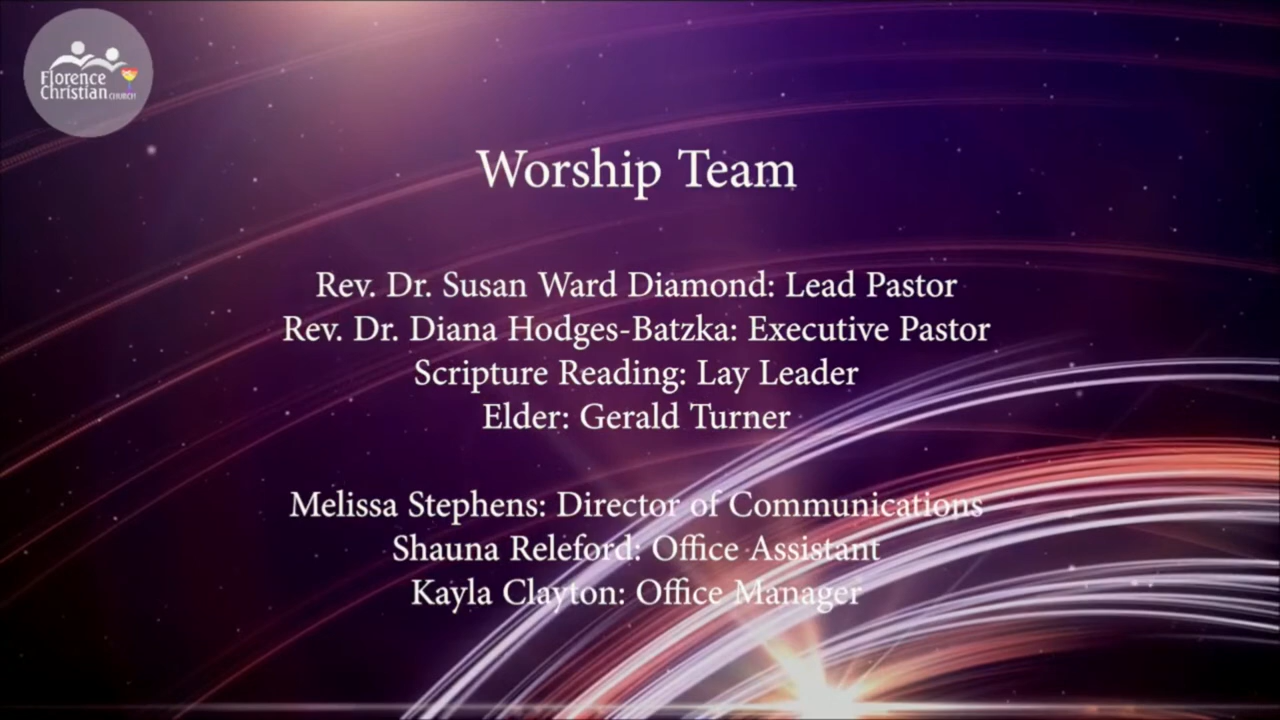 Florence
Christian CHURCH
Worship Team
Rev. Dr. Susan Ward Diamond: Lead Pastor
Rev. Dr. Diana Hodges-Batzka: Executive Pastor
Scripture Reading: Lay Leader
Elder: Gerald Turner
Melissa Stephens: Director of Communications
Shauna Releford: Office Assistant
Kayla Clayton: Office Manager